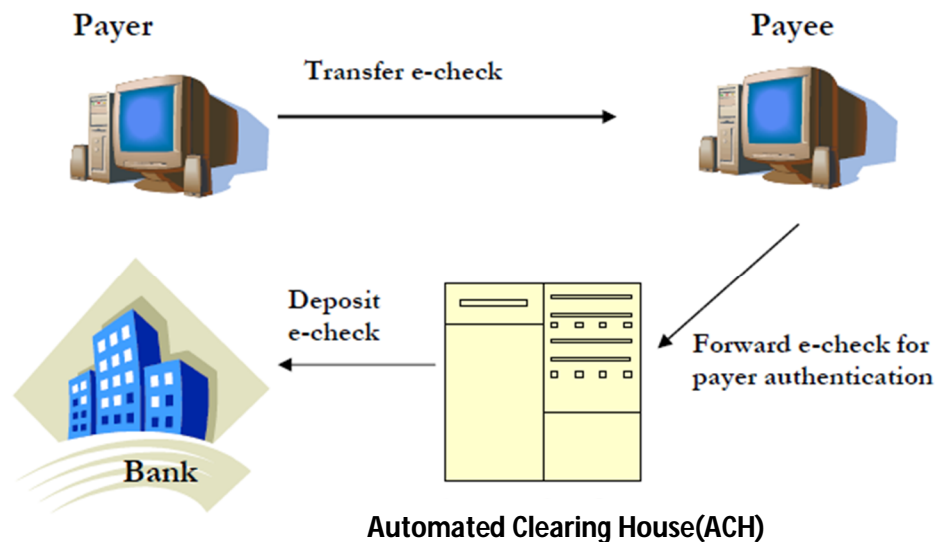 Payer
Payee
Transfer e-check
Deposit
e-check
Forward e-check for
payer authentication
Bank
Automated Clearing House(ACH)